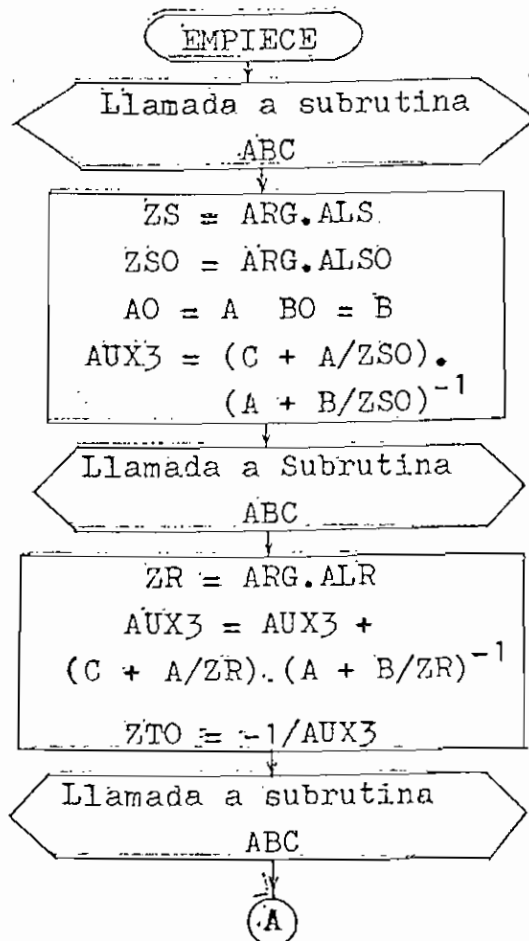 EMPIECE
Llamada a subrutina
ABC
ZS = ARG.ALS
ZSO = ARG.ALSO
AO = A BO = B
AUX3 = (C + A/ZSO).
(A + B/ZSO)⁻¹
Llamada a Subrutina
ABC
ZR = ARG.ALR
AUX3 = AUX3 +
(C + A/ZR).(A + B/ZR)⁻¹
ZTO = -1/AUX3
Llamada a subrutina
ABC
A